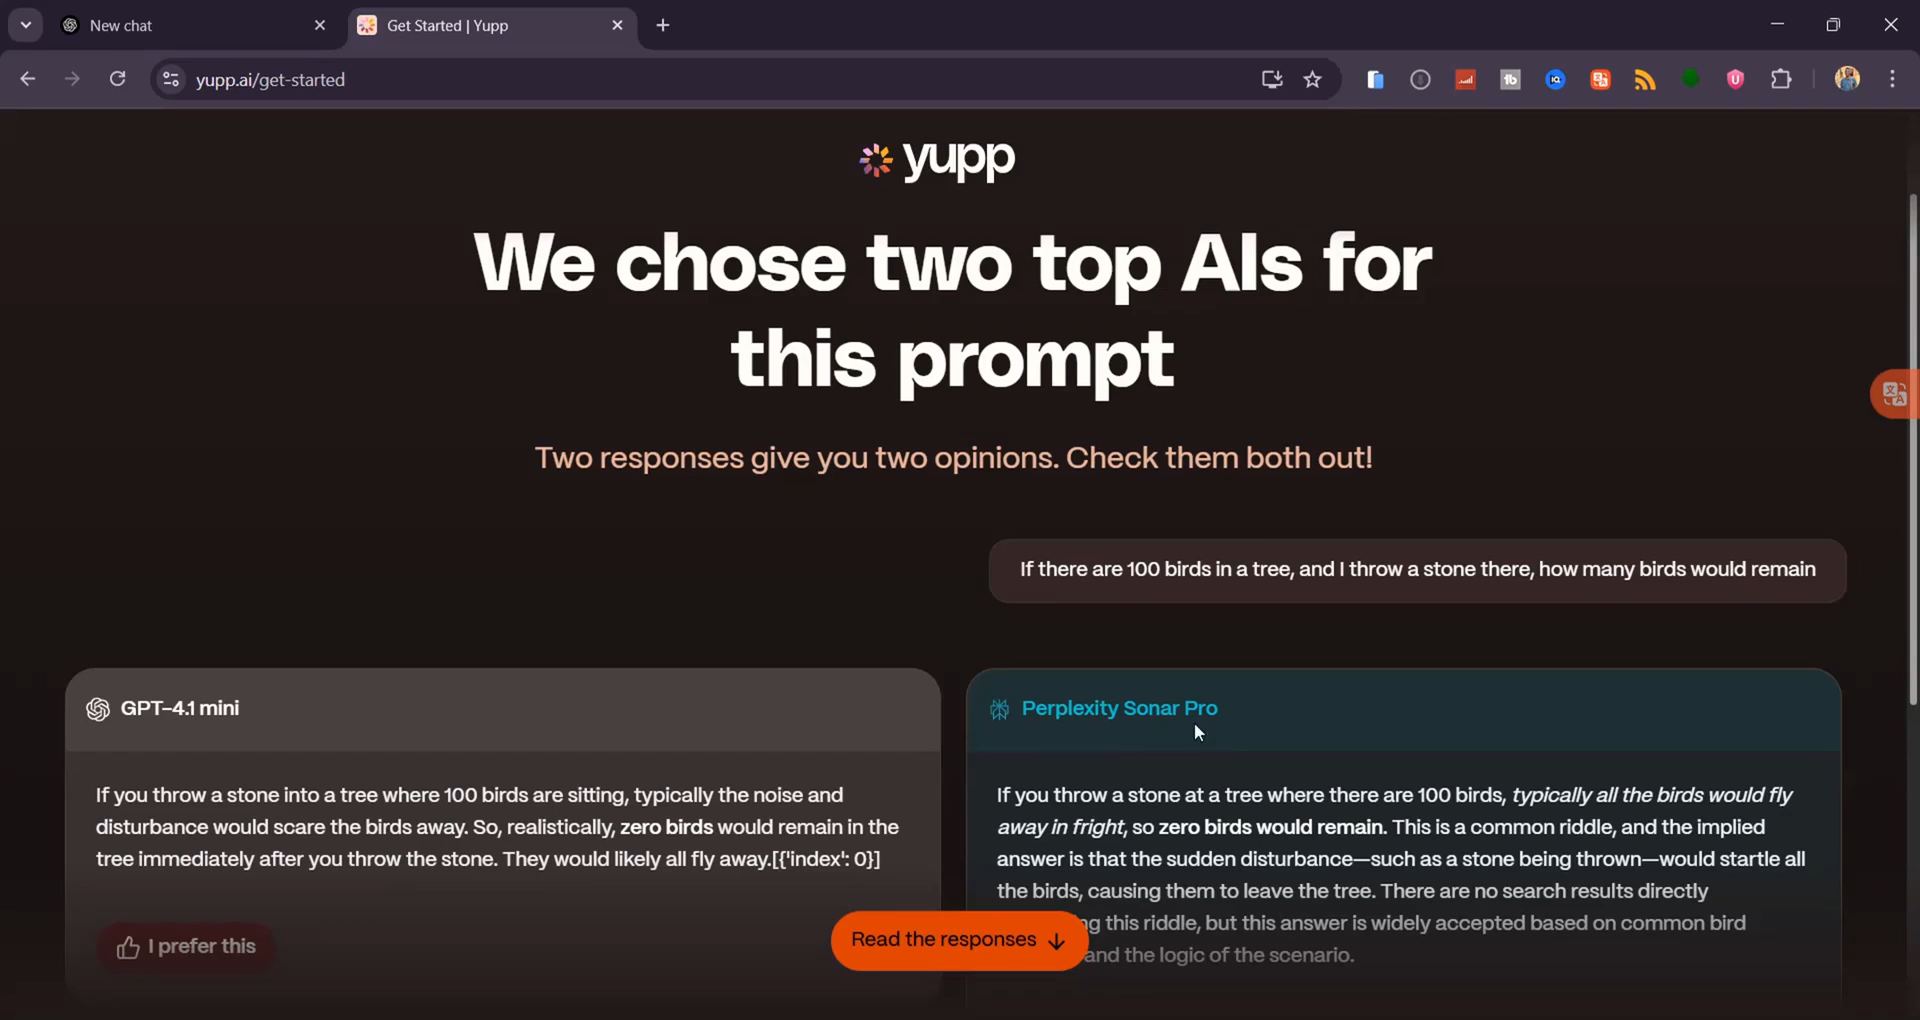 New chat
Get Started | Yupp
yupp.ai/get-started
yupp
We chose two top AIs for
this prompt
Two responses give you two opinions. Check them both out!
If there are 100 birds in a tree, and I throw a stone there, how many birds would remain
GPT-4.1 mini
If you throw a stone into a tree where 100 birds are sitting, typically the noise and
disturbance would scare the birds away. So, realistically, zero birds would remain in the
tree immediately after you throw the stone. They would likely all fly away.[{'index': 0}]
I prefer this
Perplexity Sonar Pro
If you throw a stone at a tree where there are 100 birds, typically all the birds would fly
away in fright, so zero birds would remain. This is a common riddle, and the implied
answer is that the sudden disturbance—such as a stone being thrown—would startle all
the birds, causing them to leave the tree. There are no search results directly
ng this riddle, but this answer is widely accepted based on common bird
and the logic of the scenario.
Read the responses